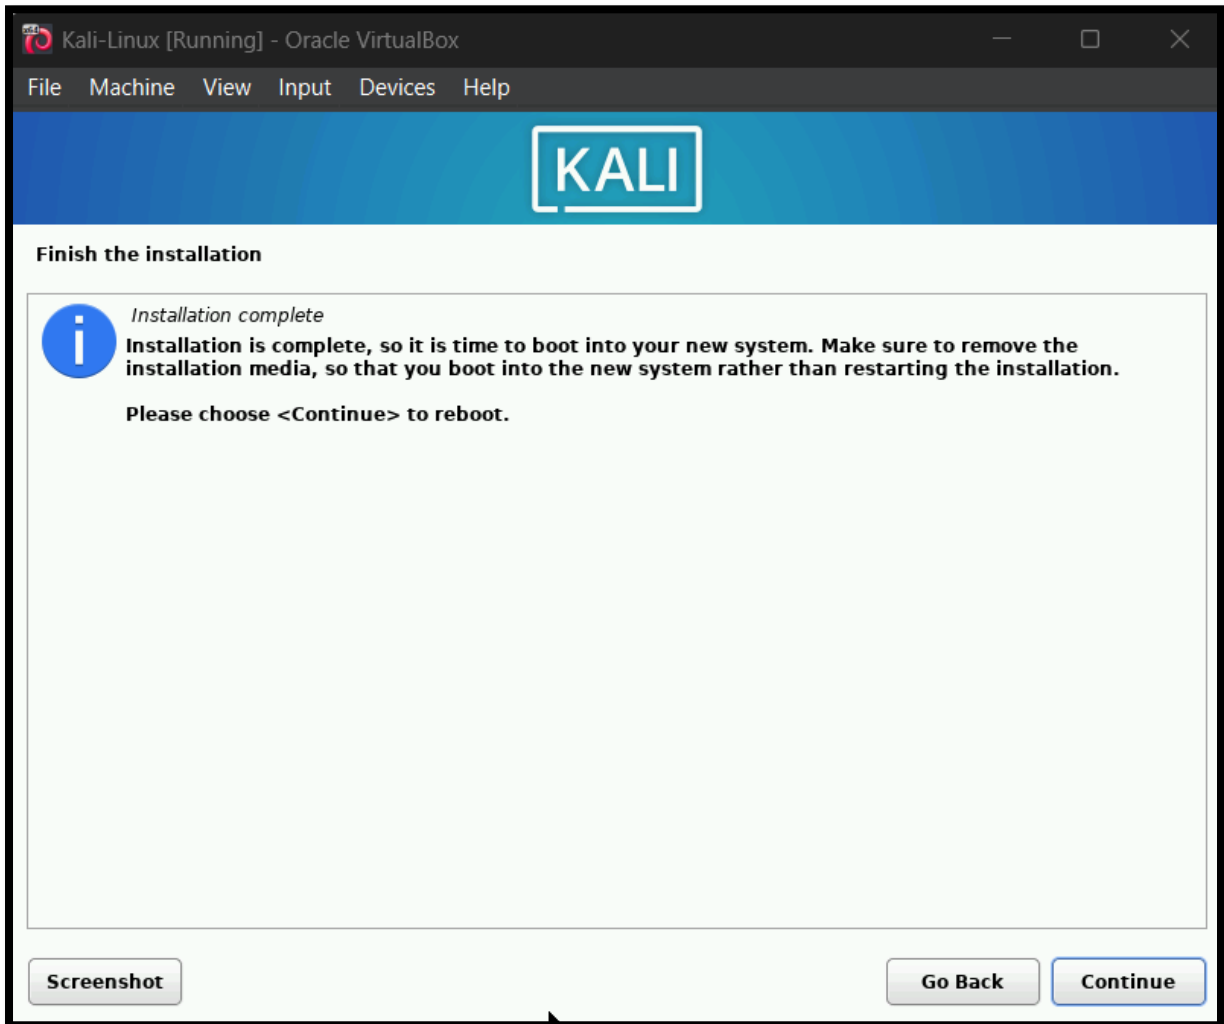 x64
Kali-Linux [Running] - Oracle VirtualBox
File Machine View Input Devices Help
KALI
Finish the installation
Installation complete
Installation is complete, so it is time to boot into your new system. Make sure to remove the
installation media, so that you boot into the new system rather than restarting the installation.
Please choose <Continue> to reboot.
Screenshot Go Back Continue